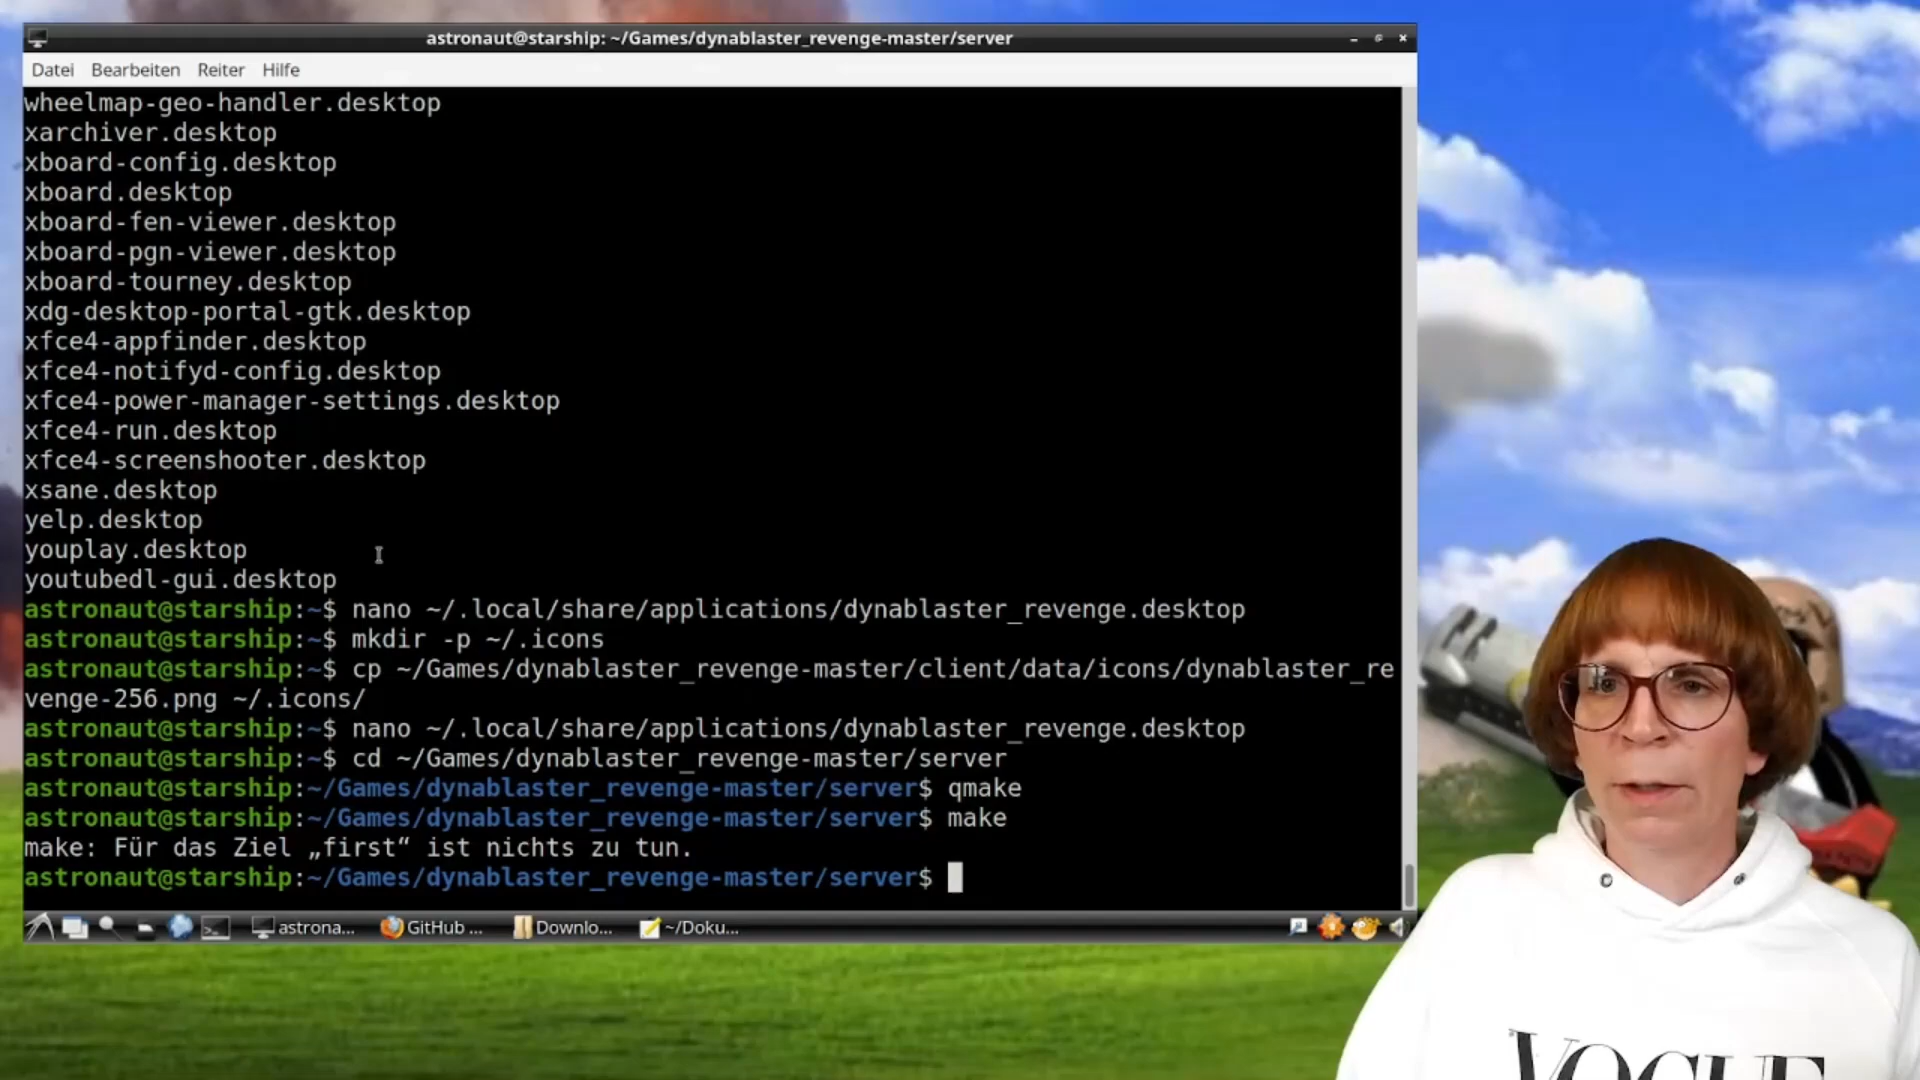 astronaut@starship: ~/Games/dynablaster_revenge-master/server
Datei Bearbeiten Reiter Hilfe
wheelmap-geo-handler.desktop
xarchiver.desktop
xboard-config.desktop
xboard.desktop
xboard-fen-viewer.desktop
xboard-pgn-viewer.desktop
xboard-tourney.desktop
xdg-desktop-portal-gtk.desktop
xfce4-appfinder.desktop
xfce4-notifyd-config.desktop
xfce4-power-manager-settings.desktop
xfce4-run.desktop
xfce4-screenshooter.desktop
xsane.desktop
yelp.desktop
youplay.desktop
youtubedl-gui.desktop
astronaut@starship:~$ nano ~/.local/share/applications/dynablaster_revenge.desktop
astronaut@starship:~$ mkdir -p ~/.icons
astronaut@starship:~$ cp ~/Games/dynablaster_revenge-master/client/data/icons/dynablaster_re
venge-256.png ~/.icons/
astronaut@starship:~$ nano ~/.local/share/applications/dynablaster_revenge.desktop
astronaut@starship:~$ cd ~/Games/dynablaster_revenge-master/server
astronaut@starship:~/Games/dynablaster_revenge-master/server$ qmake
astronaut@starship:~/Games/dynablaster_revenge-master/server$ make
make: Für das Ziel „first“ ist nichts zu tun.
astronaut@starship:~/Games/dynablaster_revenge-master/server$
astrona... GitHub ... Downlo... ~/Doku...
VOGUE